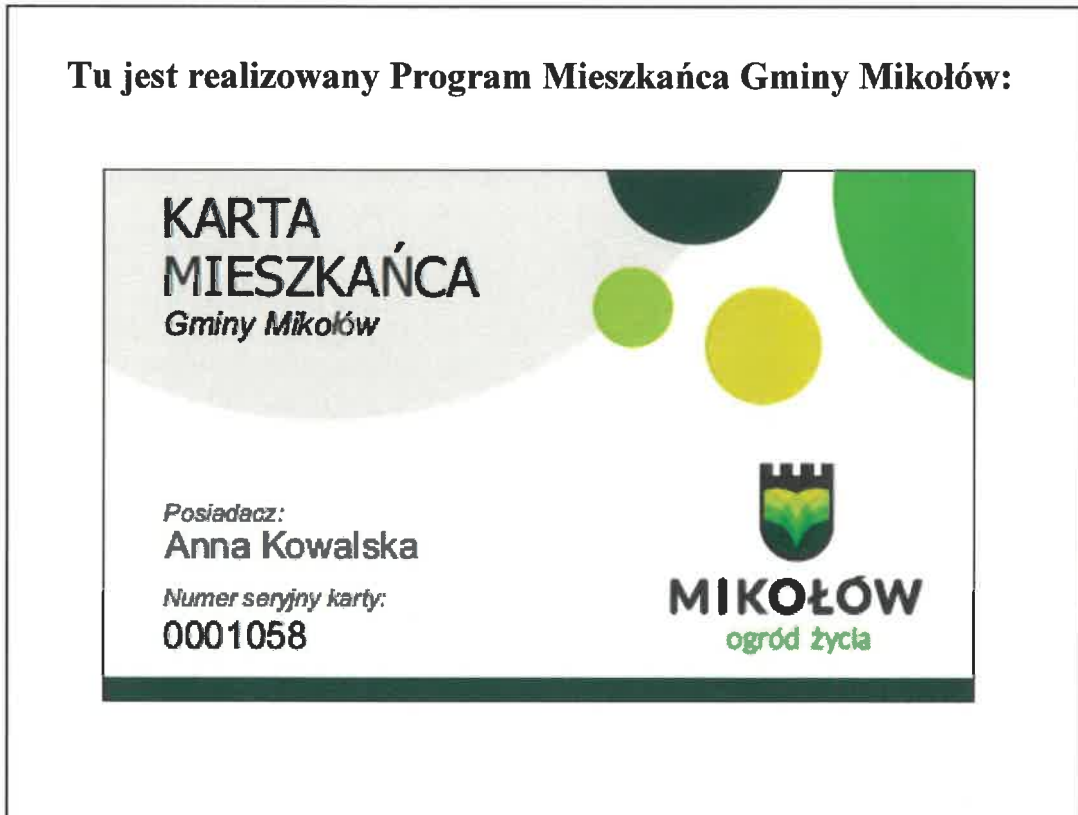 Tu jest realizowany Program Mieszkańca Gminy Mikołów:
KARTA
MIESZKAŃCA
Gminy Mikołów
Posiadacz:
Anna Kowalska
Numer seryjny karty:
0001058
MIKOŁÓW
ogród życia